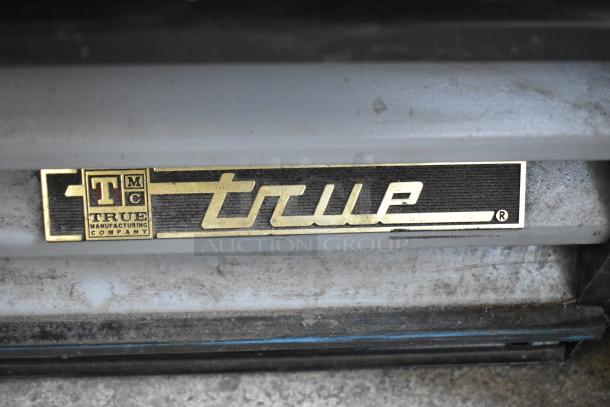 T M C
TRUE
MANUFACTURING
COMPANY
true ®
AUCTION GROUP